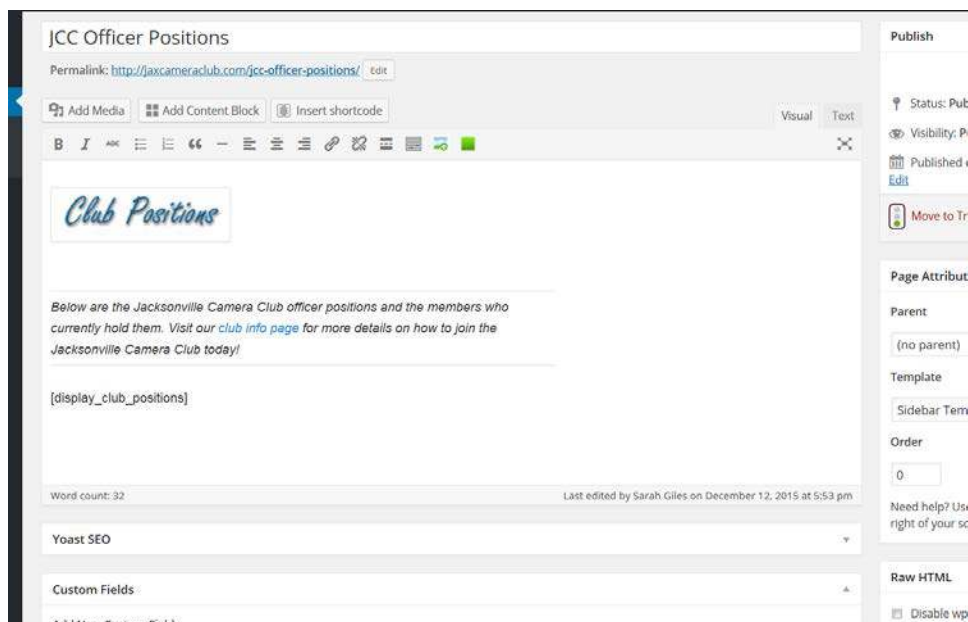 JCC Officer Positions
Permalink: http://jaxcameraclub.com/jcc-officer-positions/ Edit
Add Media Add Content Block Insert shortcode
Visual Text
B I ABC
Club Positions
Below are the Jacksonville Camera Club officer positions and the members who
currently hold them. Visit our club info page for more details on how to join the
Jacksonville Camera Club today!
[display_club_positions]
Word count: 32
Last edited by Sarah Giles on December 12, 2015 at 5:53 pm
Yoast SEO
Custom Fields
Publish
Status: Pub
Visibility: P
Published
Edit
Move to Tr
Page Attribut
Parent
(no parent)
Template
Sidebar Tem
Order
0
Need help? Use
right of your sc
Raw HTML
Disable wp